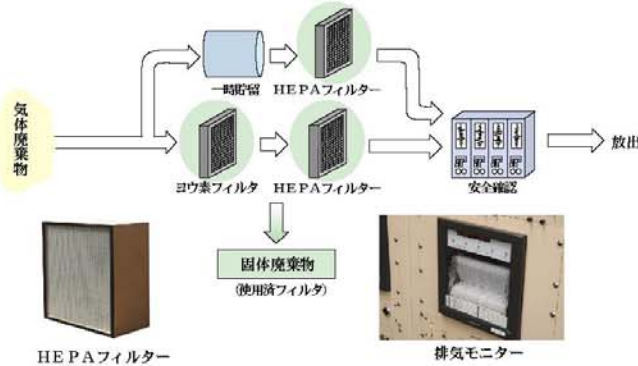 気体廃棄物
一時貯留
ＨＥＰＡフィルター
ヨウ素フィルタ
ＨＥＰＡフィルター
安全確認
放出
固体廃棄物
(使用済フィルタ)
ＨＥＰＡフィルター
排気モニター